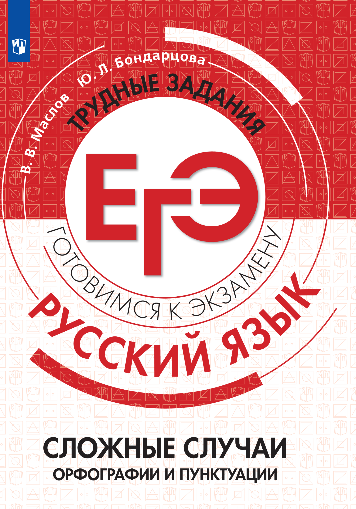 В. В. Маслов Ю. Л. Бондарцова
ТРУДНЫЕ ЗАДАНИЯ
ЕГЭ
ГОТОВИМСЯ К ЭКЗАМЕНУ
РУССКИЙ ЯЗЫК
СЛОЖНЫЕ СЛУЧАИ
ОРФОГРАФИИ И ПУНКТУАЦИИ